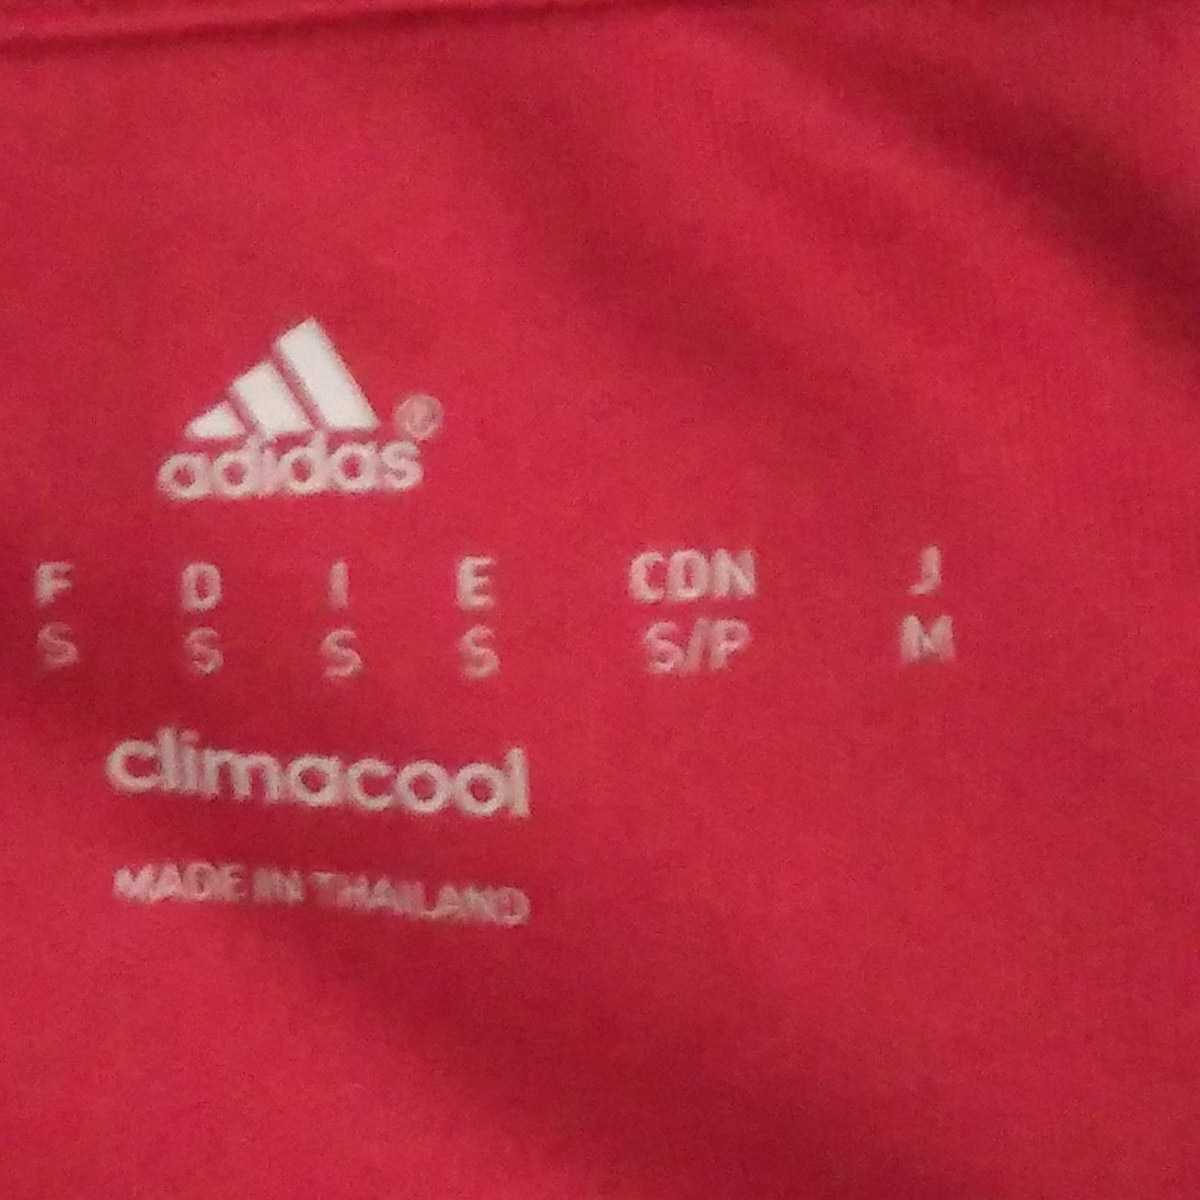 adidas®
F D I E CDN J
S S S S S/P M
climacool
MADE IN THAILAND